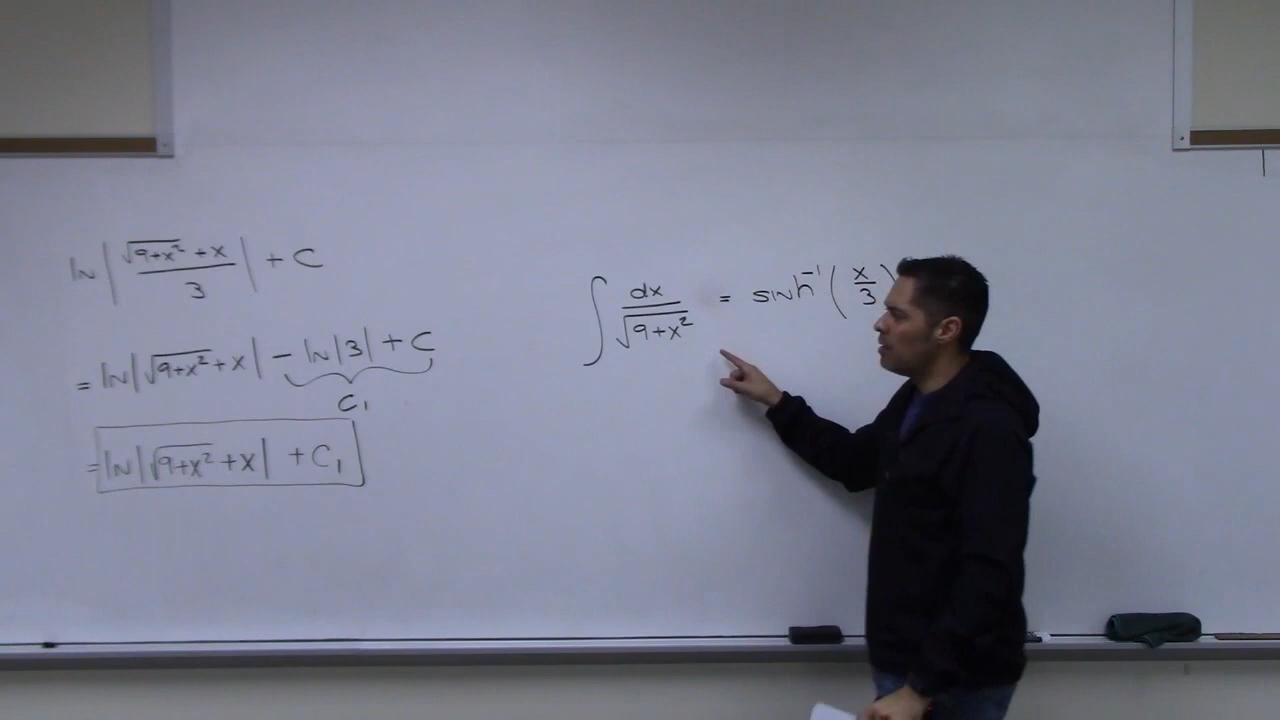 ln|√(9+x²)+x / 3| + C
= ln|√(9+x²)+x| − ln|3| + C
C₁
= ln|√(9+x²)+x| + C₁
∫ dx/√(9+x²) = sinh⁻¹(x/3)